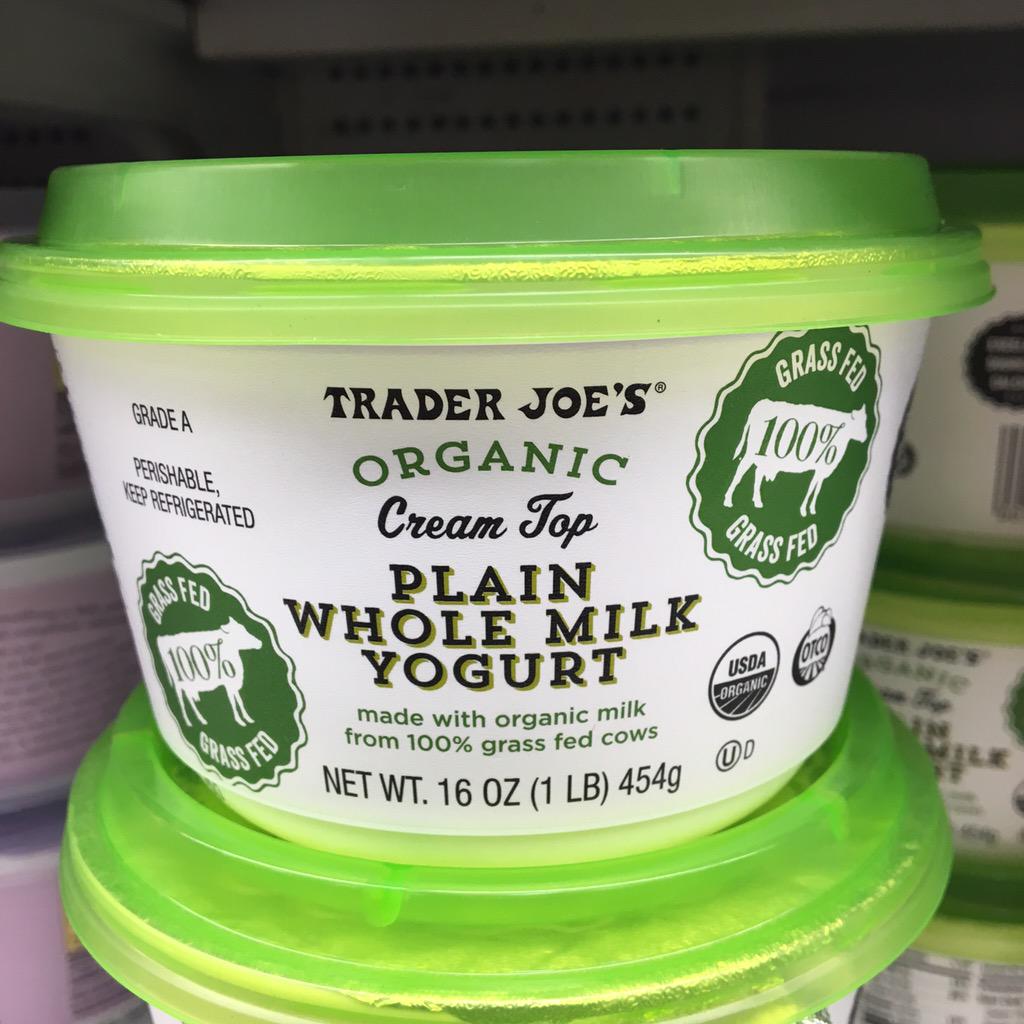 GRADE A
PERISHABLE,
KEEP REFRIGERATED
GRASS FED
100%
GRASS FED
TRADER JOE'S®
ORGANIC
Cream Top
PLAIN
WHOLE MILK
YOGURT
made with organic milk
from 100% grass fed cows
NET WT. 16 OZ (1 LB) 454g
GRASS FED
100%
GRASS FED
USDA
ORGANIC
OTCO
U D